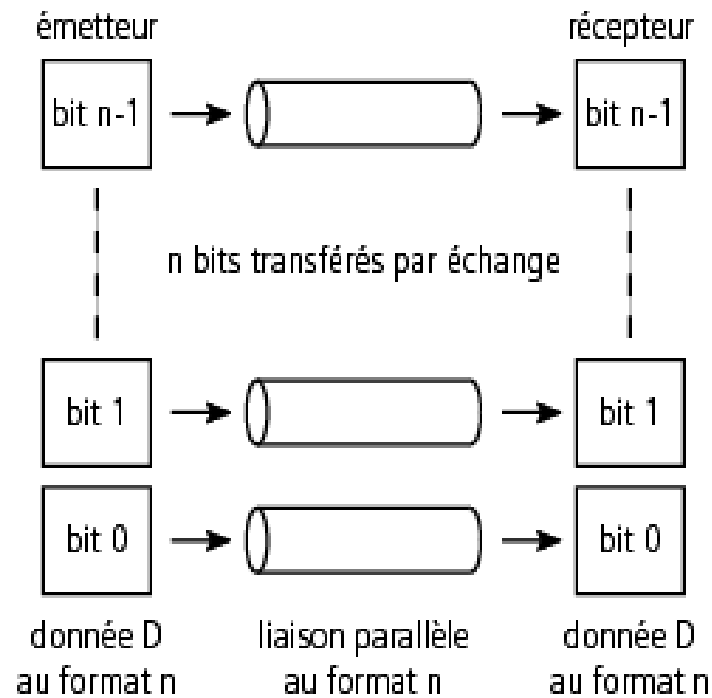 émetteur
récepteur
bit n-1
bit n-1
n bits transférés par échange
bit 1
bit 1
bit 0
bit 0
donnée D
au format n
liaison parallèle
au format n
donnée D
au format n